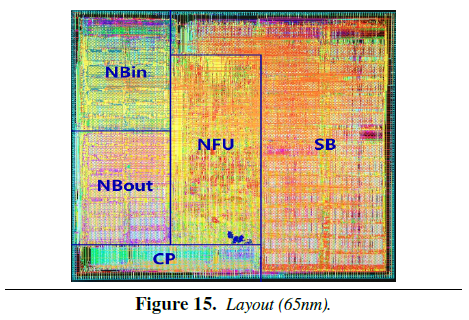 NBin
NFU
SB
NBout
CP
Figure 15. Layout (65nm).